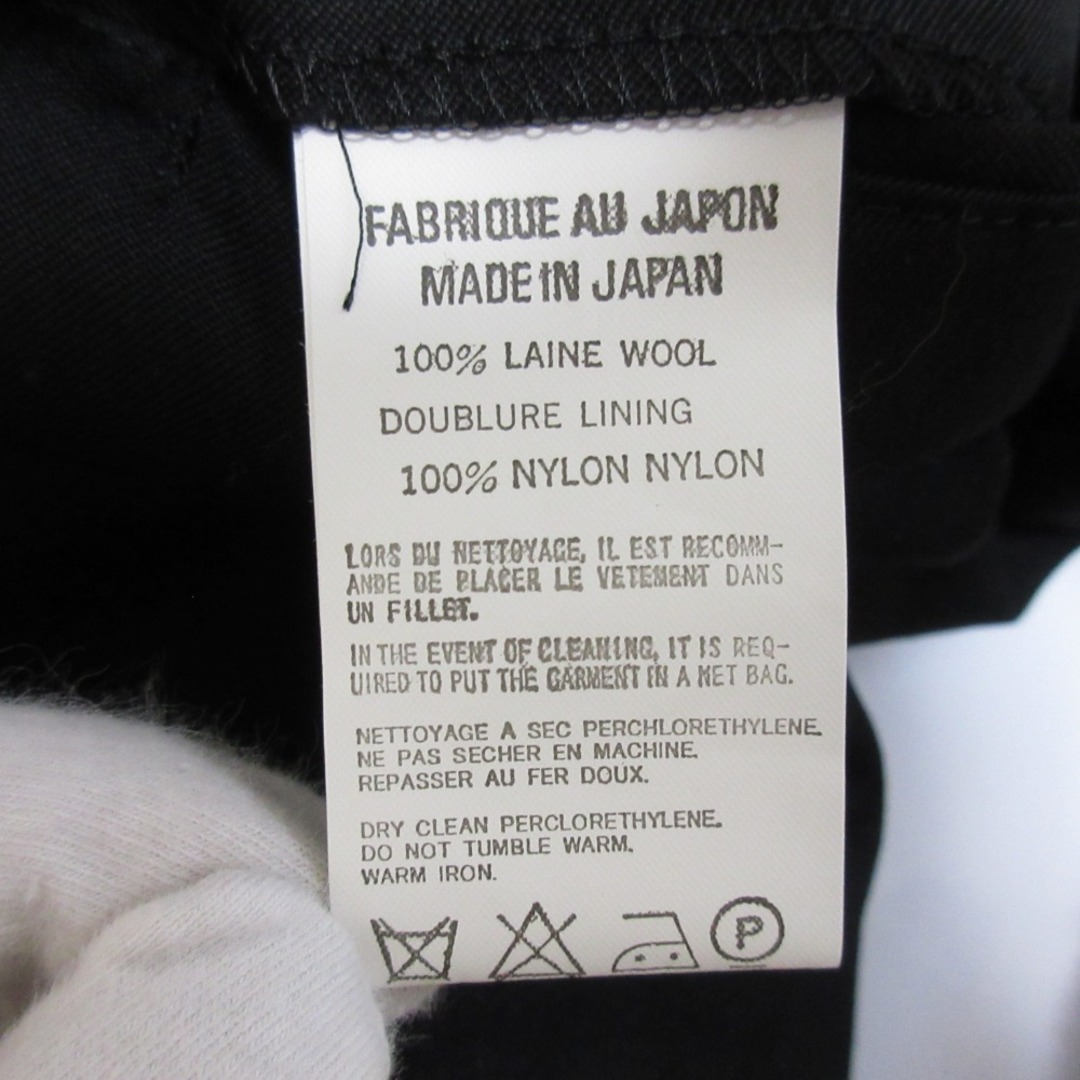 FABRIQUE AU JAPON
MADE IN JAPAN
100% LAINE WOOL
DOUBLURE LINING
100% NYLON NYLON
LORS DU NETTOYAGE, IL EST RECOMM-
ANDE DE PLACER LE VETEMENT DANS
UN FILLET.
IN THE EVENT OF CLEANING, IT IS REQ-
UIRED TO PUT THE GARMENT IN A NET BAG.
NETTOYAGE A SEC PERCHLORETHYLENE.
NE PAS SECHER EN MACHINE.
REPASSER AU FER DOUX.
DRY CLEAN PERCLORETHYLENE.
DO NOT TUMBLE WARM.
WARM IRON.
P